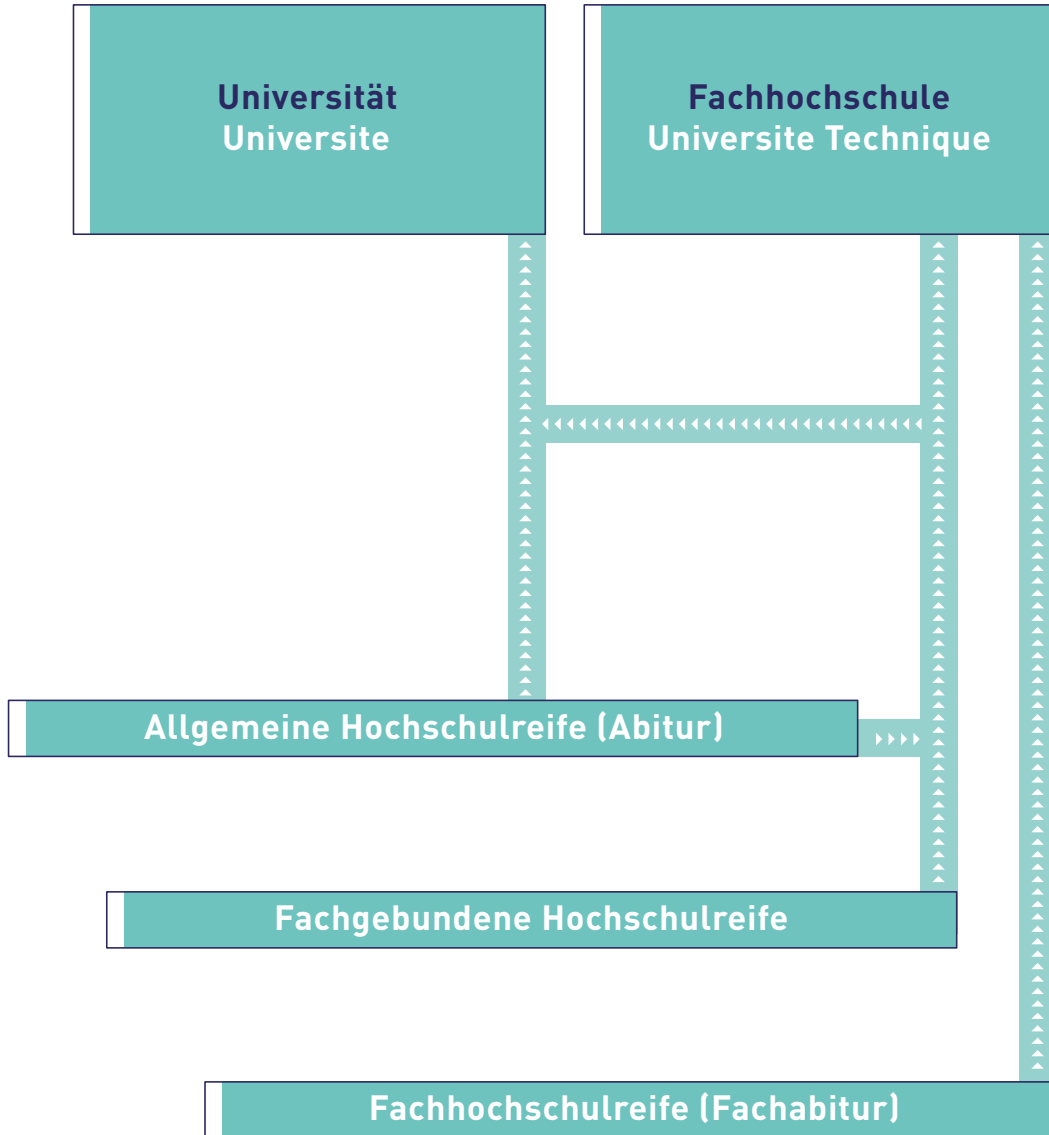 Universität
Universite
Fachhochschule
Universite Technique
Allgemeine Hochschulreife (Abitur)
Fachgebundene Hochschulreife
Fachhochschulreife (Fachabitur)